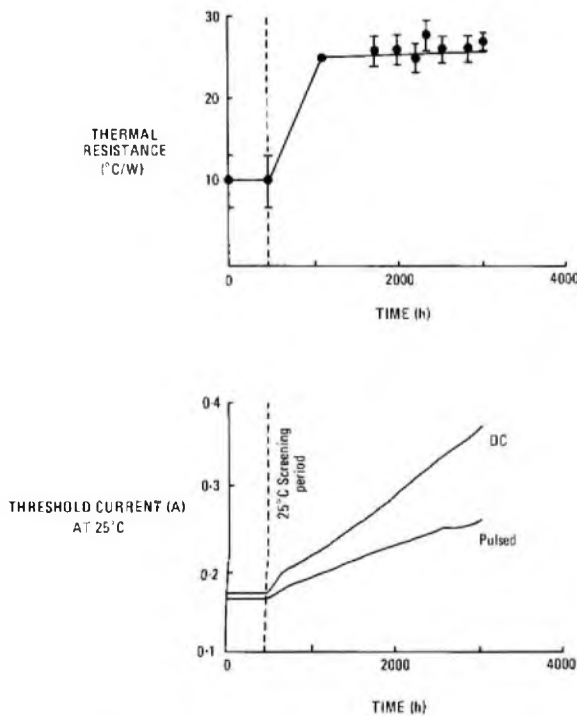 30
20
10
THERMAL
RESISTANCE
(°C/W)
0
2000
4000
TIME (h)
0·4
0·3
0·2
0·1
THRESHOLD CURRENT (A)
AT 25°C
25°C Screening
period
DC
Pulsed
0
2000
4000
TIME (h)